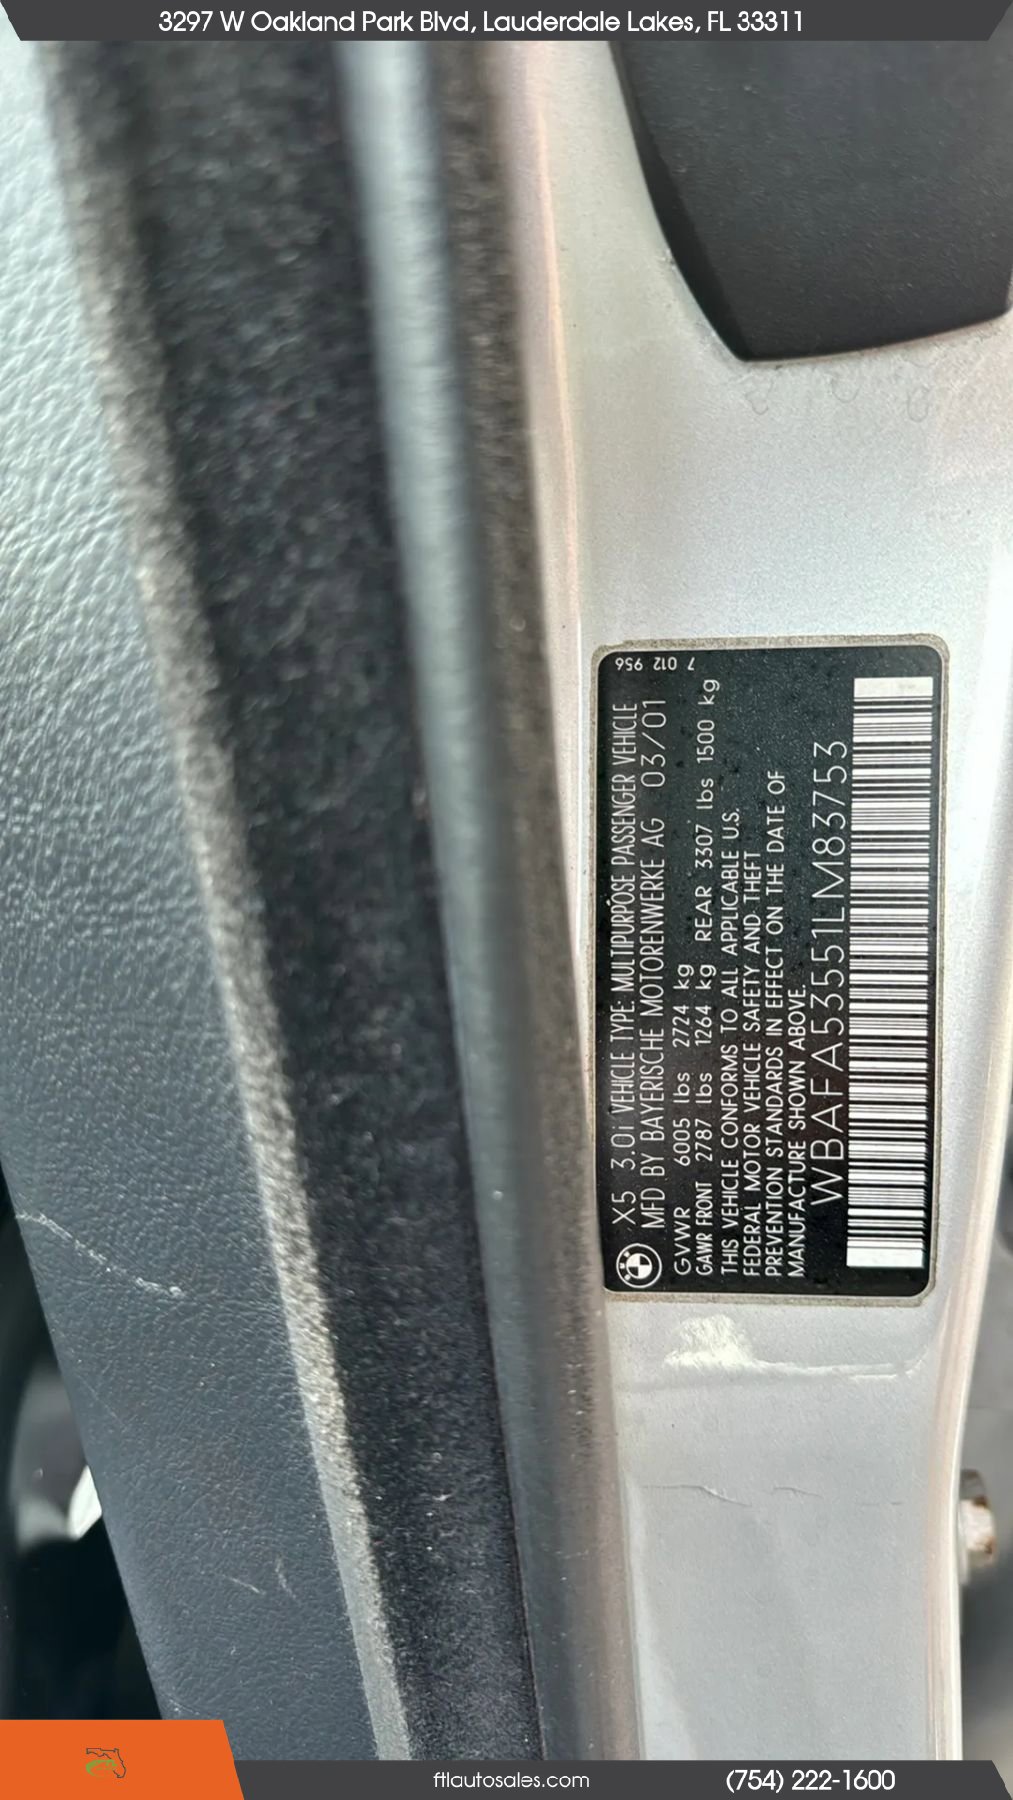 3297 W Oakland Park Blvd, Lauderdale Lakes, FL 33311
7 012 956
X5 3.0i VEHICLE TYPE: MULTIPURPOSE PASSENGER VEHICLE
MFD BY BAYERISCHE MOTORENWERKE AG 03/01
GVWR 6005 lbs 2724 kg
GAWR FRONT 2787 lbs 1264 kg REAR 3307 lbs 1500 kg
THIS VEHICLE CONFORMS TO ALL APPLICABLE U.S.
FEDERAL MOTOR VEHICLE SAFETY AND THEFT
PREVENTION STANDARDS IN EFFECT ON THE DATE OF
MANUFACTURE SHOWN ABOVE.
WBAFA53551LM83753
ftlautosales.com
(754) 222-1600